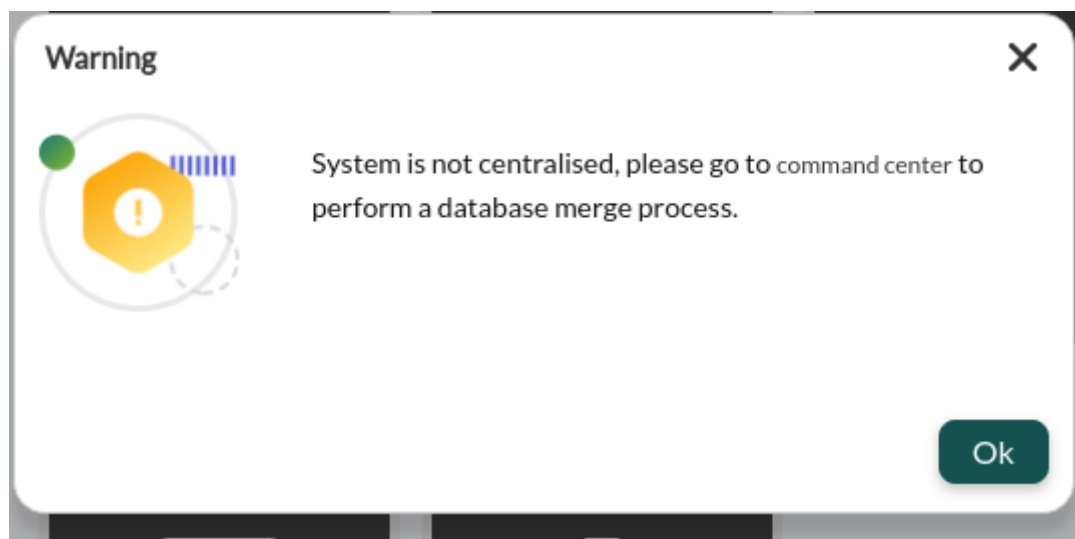 Warning
System is not centralised, please go to command center to
perform a database merge process.
Ok